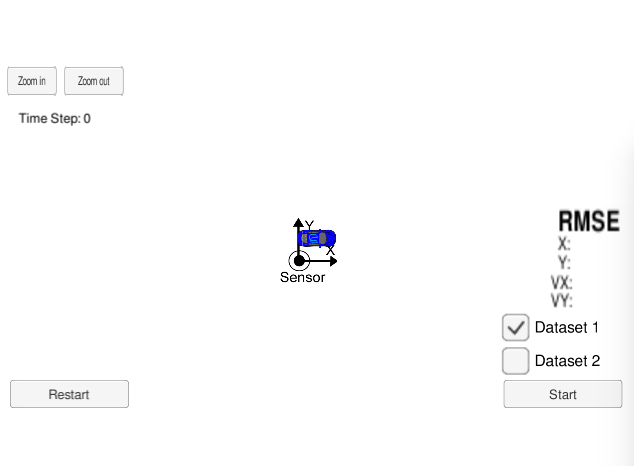 Zoom in Zoom out
Time Step: 0
RMSE
X:
Y:
VX:
VY:
Y
X
Sensor
Dataset 1
Dataset 2
Restart
Start